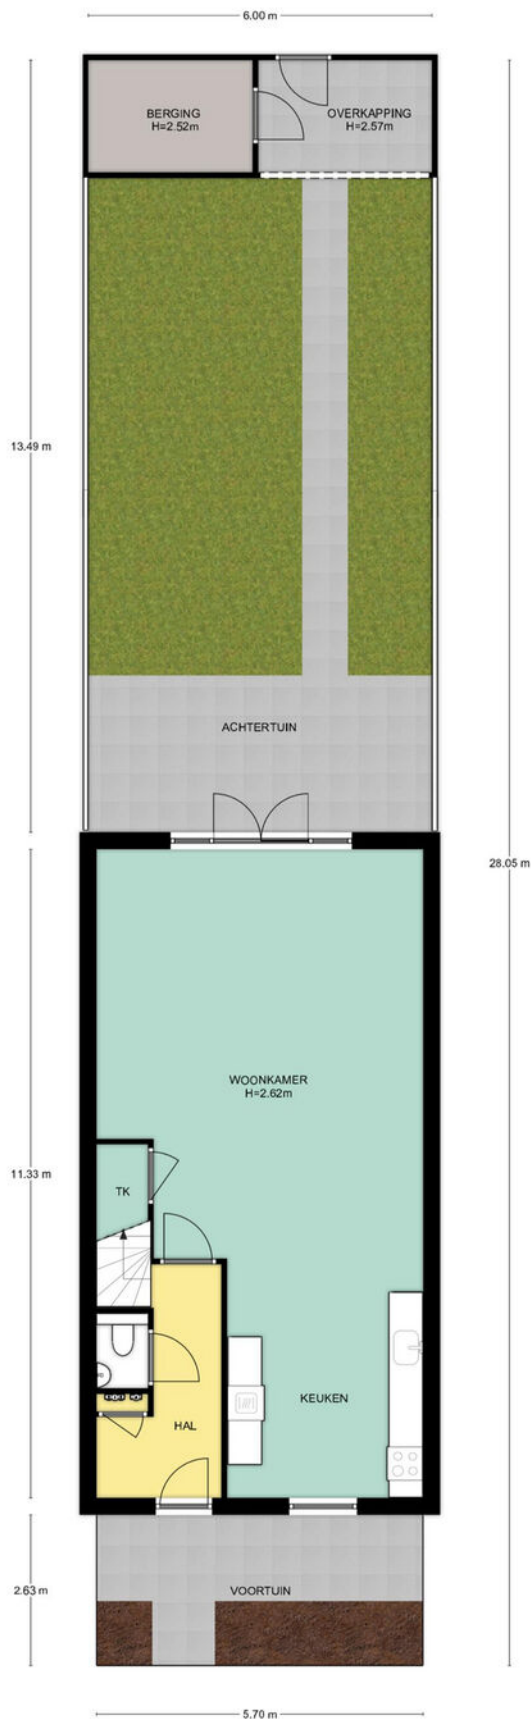 6.00 m
BERGING
H=2.52m
OVERKAPPING
H=2.57m
13.49 m
ACHTERTUIN
28.05 m
WOONKAMER
H=2.62m
11.33 m
TK
KEUKEN
HAL
2.63 m
VOORTUIN
5.70 m